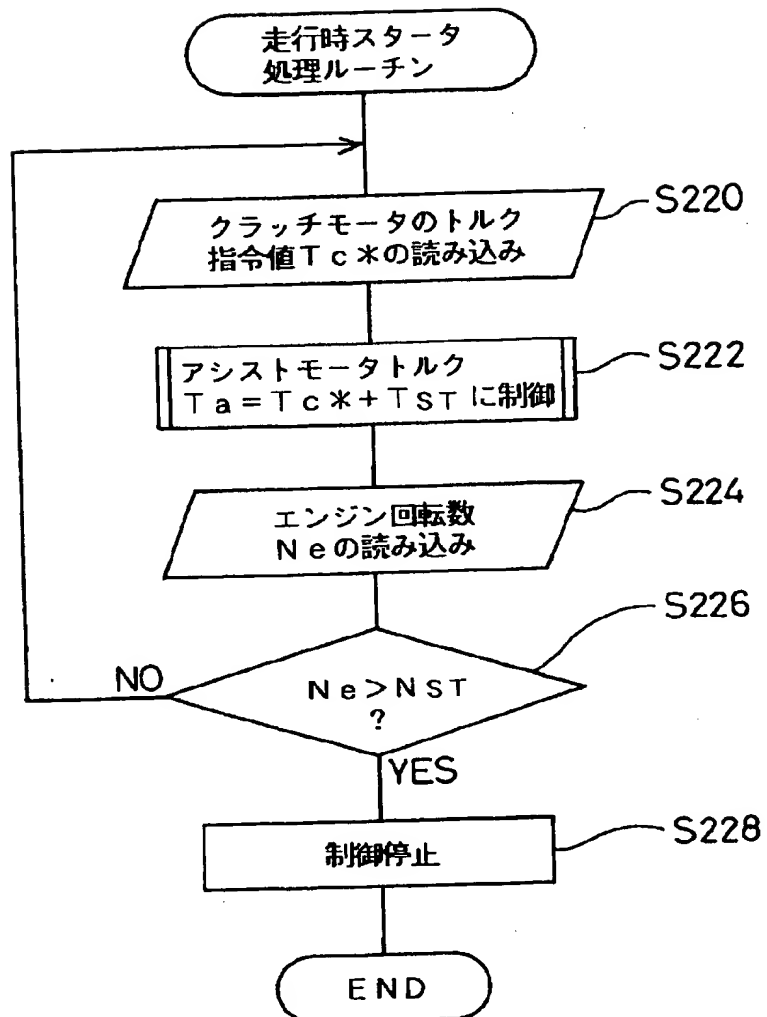 走行時スタータ
処理ルーチン
S220
クラッチモータのトルク
指令値Tc*の読み込み
S222
アシストモータトルク
Ta=Tc*+TSTに制御
S224
エンジン回転数
Neの読み込み
S226
NO
Ne>NST
?
YES
S228
制御停止
END